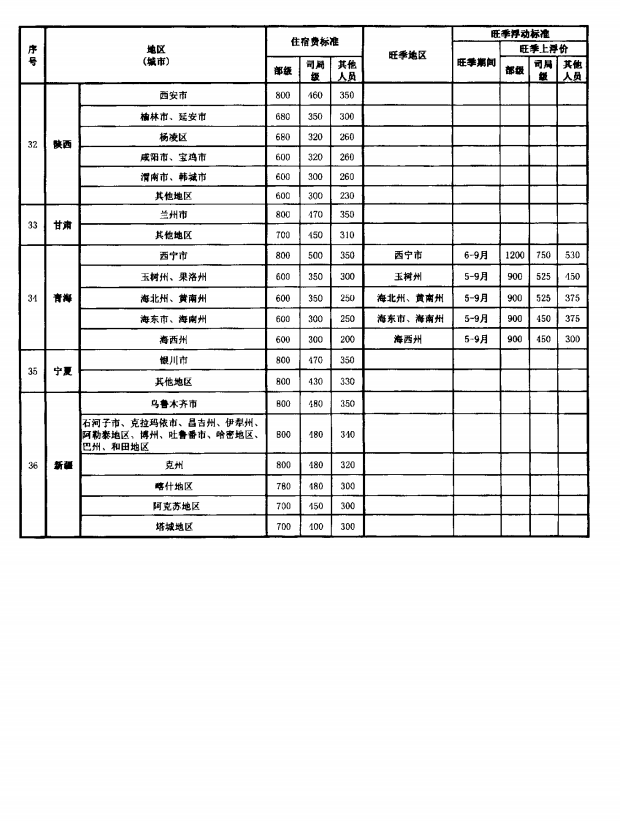 序号 地区（城市） 住宿费标准 旺季地区 旺季浮动标准
旺季期间 旺季上浮价
部级 司局级 其他人员 部级 司局级 其他人员
32 陕西 西安市 800 460 350
榆林市、延安市 680 350 300
杨凌区 680 320 260
咸阳市、宝鸡市 600 320 260
渭南市、韩城市 600 300 260
其他地区 600 300 230
33 甘肃 兰州市 800 470 350
其他地区 700 450 310
34 青海 西宁市 800 500 350 西宁市 6-9月 1200 750 530
玉树州、果洛州 600 350 300 玉树州 5-9月 900 525 450
海北州、黄南州 600 350 250 海北州、黄南州 5-9月 900 525 375
海东市、海南州 600 300 250 海东市、海南州 5-9月 900 450 375
海西州 600 300 200 海西州 5-9月 900 450 300
35 宁夏 银川市 800 470 350
其他地区 800 430 330
36 新疆 乌鲁木齐市 800 480 350
石河子市、克拉玛依市、昌吉州、伊犁州、
阿勒泰地区、博州、吐鲁番市、哈密地区、 800 480 340
巴州、和田地区
克州 800 480 320
喀什地区 780 480 300
阿克苏地区 700 450 300
塔城地区 700 400 300